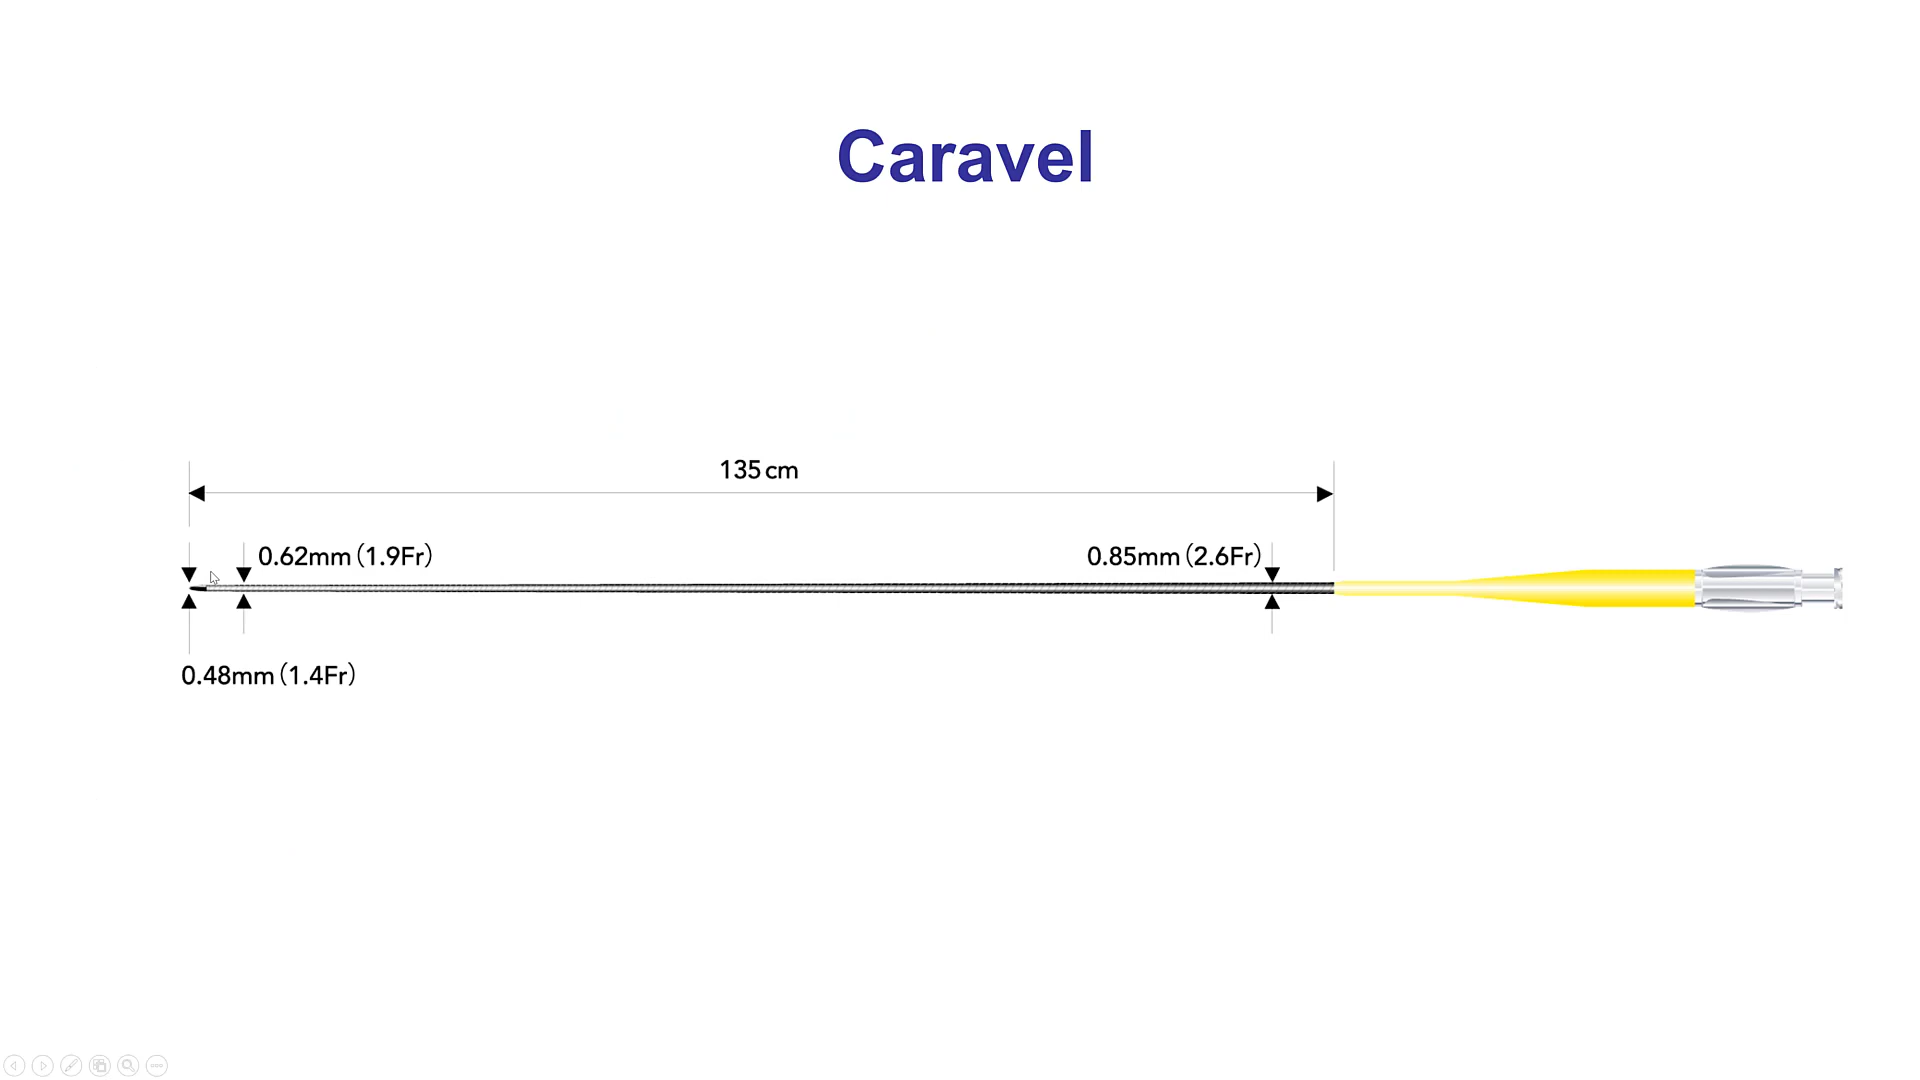 Caravel
135 cm
0.62mm (1.9Fr)
0.85mm (2.6Fr)
0.48mm (1.4Fr)